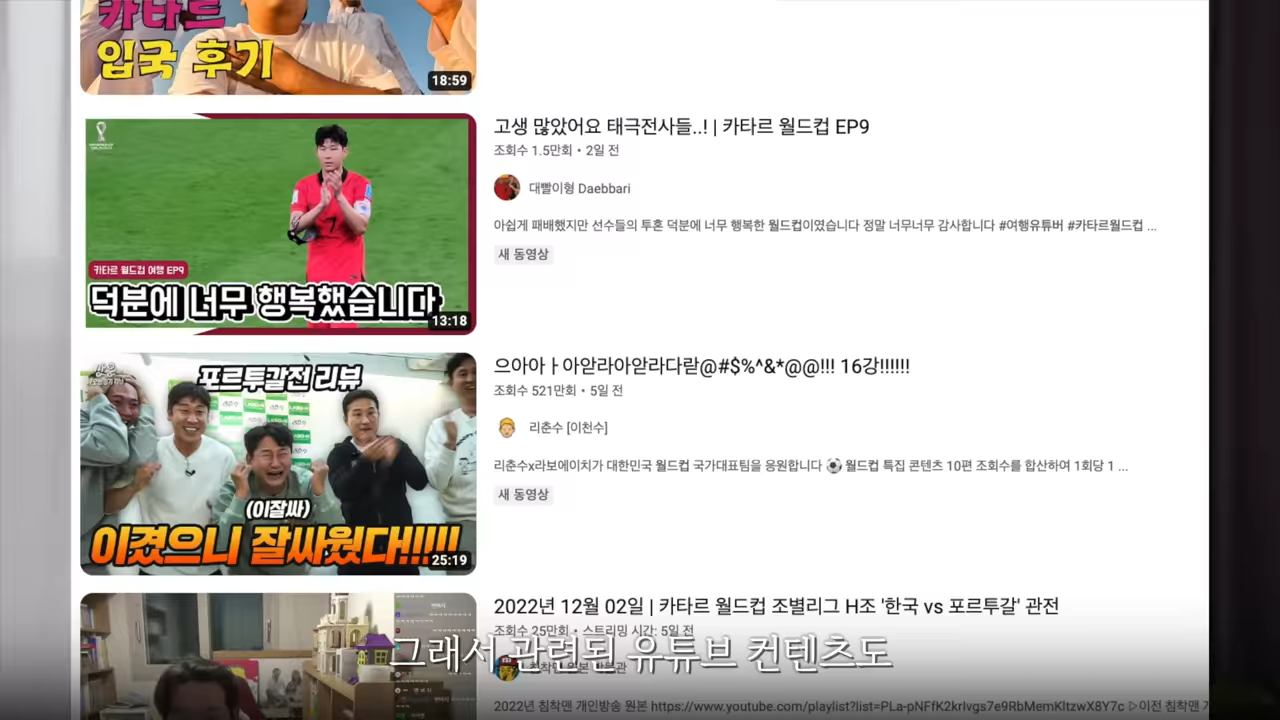 카타르
입국 후기
18:59
고생 많았어요 태극전사들..! | 카타르 월드컵 EP9
조회수 1.5만회 • 2일 전
대빨이형 Daebbari
아쉽게 패배했지만 선수들의 투혼 덕분에 너무 행복한 월드컵이였습니다 정말 너무너무 감사합니다 #여행유튜버 #카타르월드컵 ...
새 동영상
카타르 월드컵 여행 EP9
덕분에 너무 행복했습니다
13:18
으아아ㅏ아앋라아앋라다랃@#$%^&*@@!!! 16강!!!!!!
조회수 521만회 • 5일 전
리춘수 [이천수]
리춘수x라보에이치가 대한민국 월드컵 국가대표팀을 응원합니다 ⚽ 월드컵 특집 콘텐츠 10편 조회수를 합산하여 1회당 1 ...
새 동영상
포르투갈전 리뷰
(이잘싸)
이겼으니 잘싸웠다!!!!!
25:19
2022년 12월 02일 | 카타르 월드컵 조별리그 H조 '한국 vs 포르투갈' 관전
조회수 25만회 • 스트리밍 시간: 5일 전
그래서 관련된 유튜브 컨텐츠도
침착맨 원본 박물관
2022년 침착맨 개인방송 원본 https://www.youtube.com/playlist?list=PLa-pNFfK2krlvgs7e9RbMemKltzwX8Y7c ▷이전 침착맨